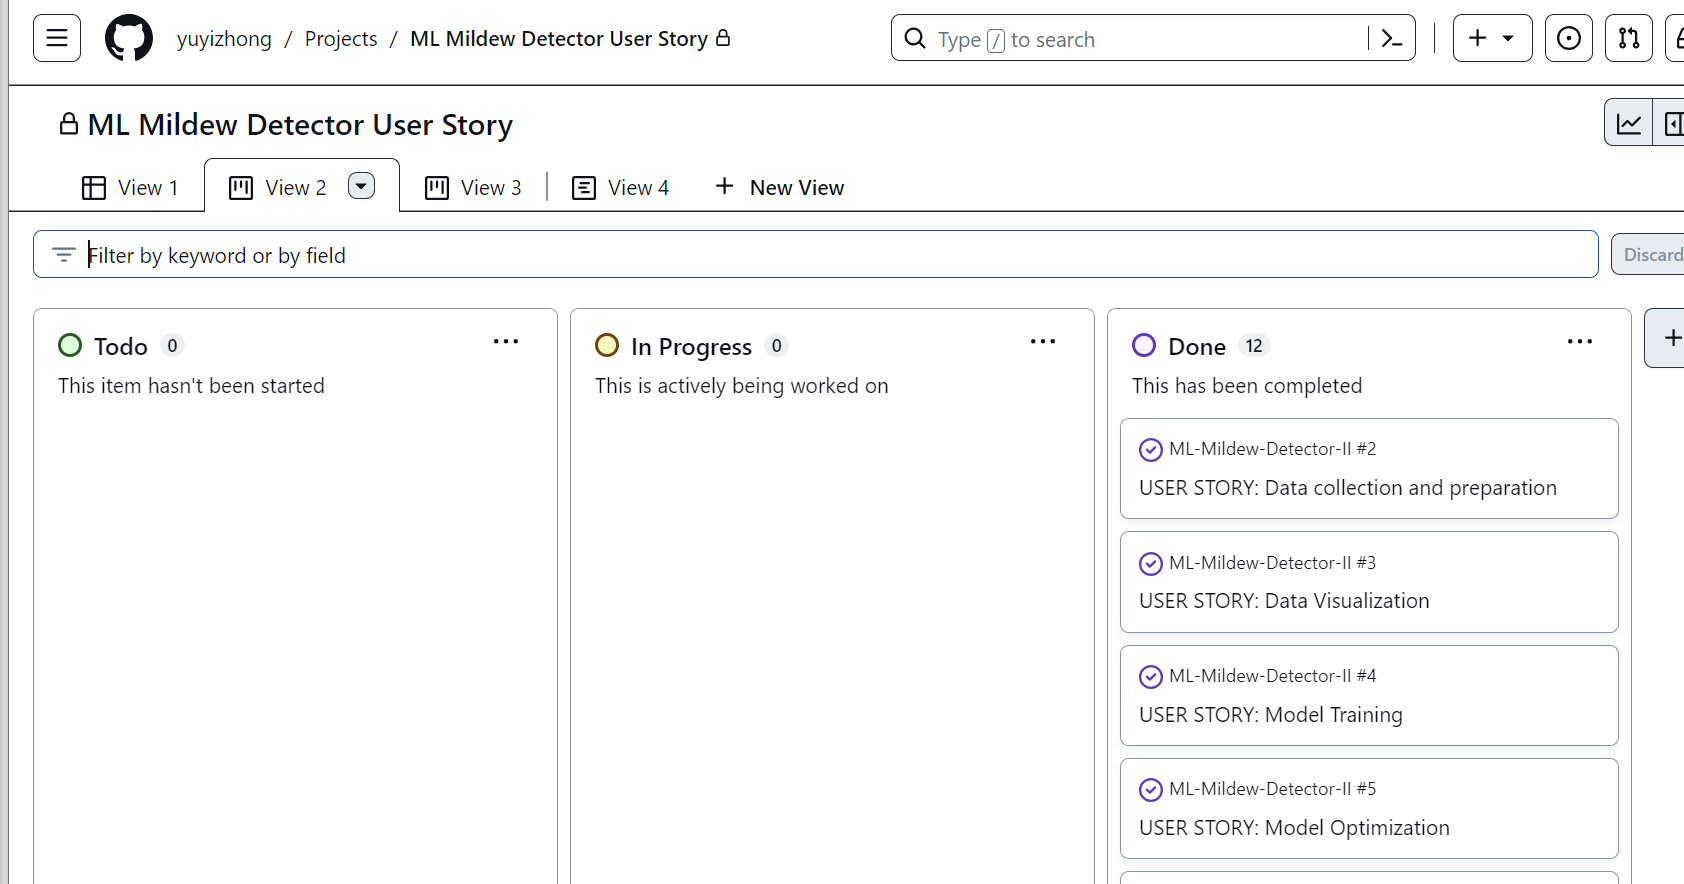 yuyizhong / Projects / ML Mildew Detector User Story
Type / to search
ML Mildew Detector User Story
View 1
View 2
View 3
View 4
New View
Filter by keyword or by field
Discard
Todo 0
This item hasn't been started
In Progress 0
This is actively being worked on
Done 12
This has been completed
ML-Mildew-Detector-II #2
USER STORY: Data collection and preparation
ML-Mildew-Detector-II #3
USER STORY: Data Visualization
ML-Mildew-Detector-II #4
USER STORY: Model Training
ML-Mildew-Detector-II #5
USER STORY: Model Optimization